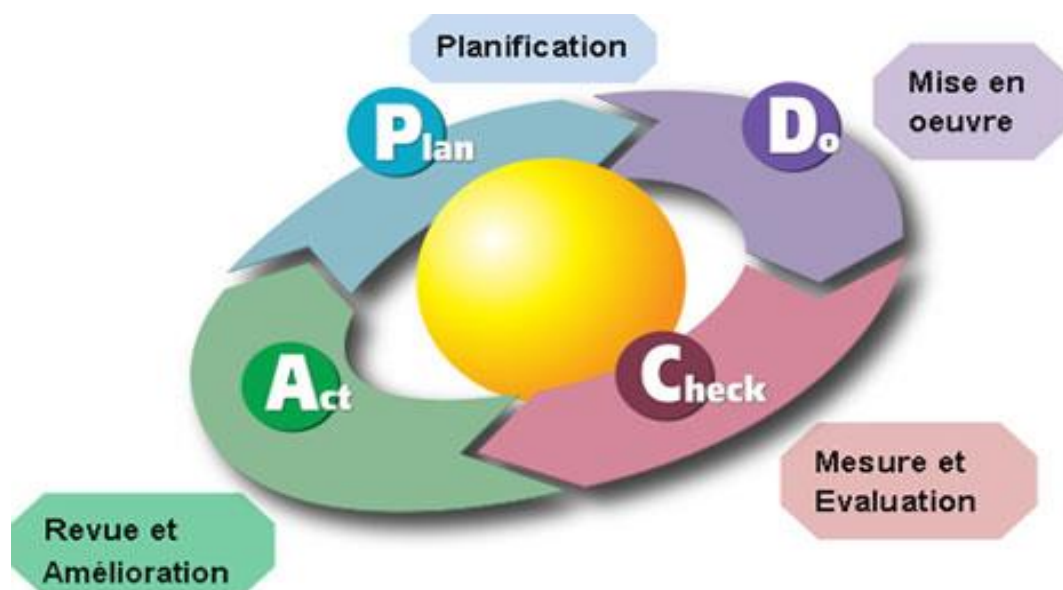 Planification
Plan
Do
Mise en
oeuvre
Check
Mesure et
Evaluation
Act
Revue et
Amélioration